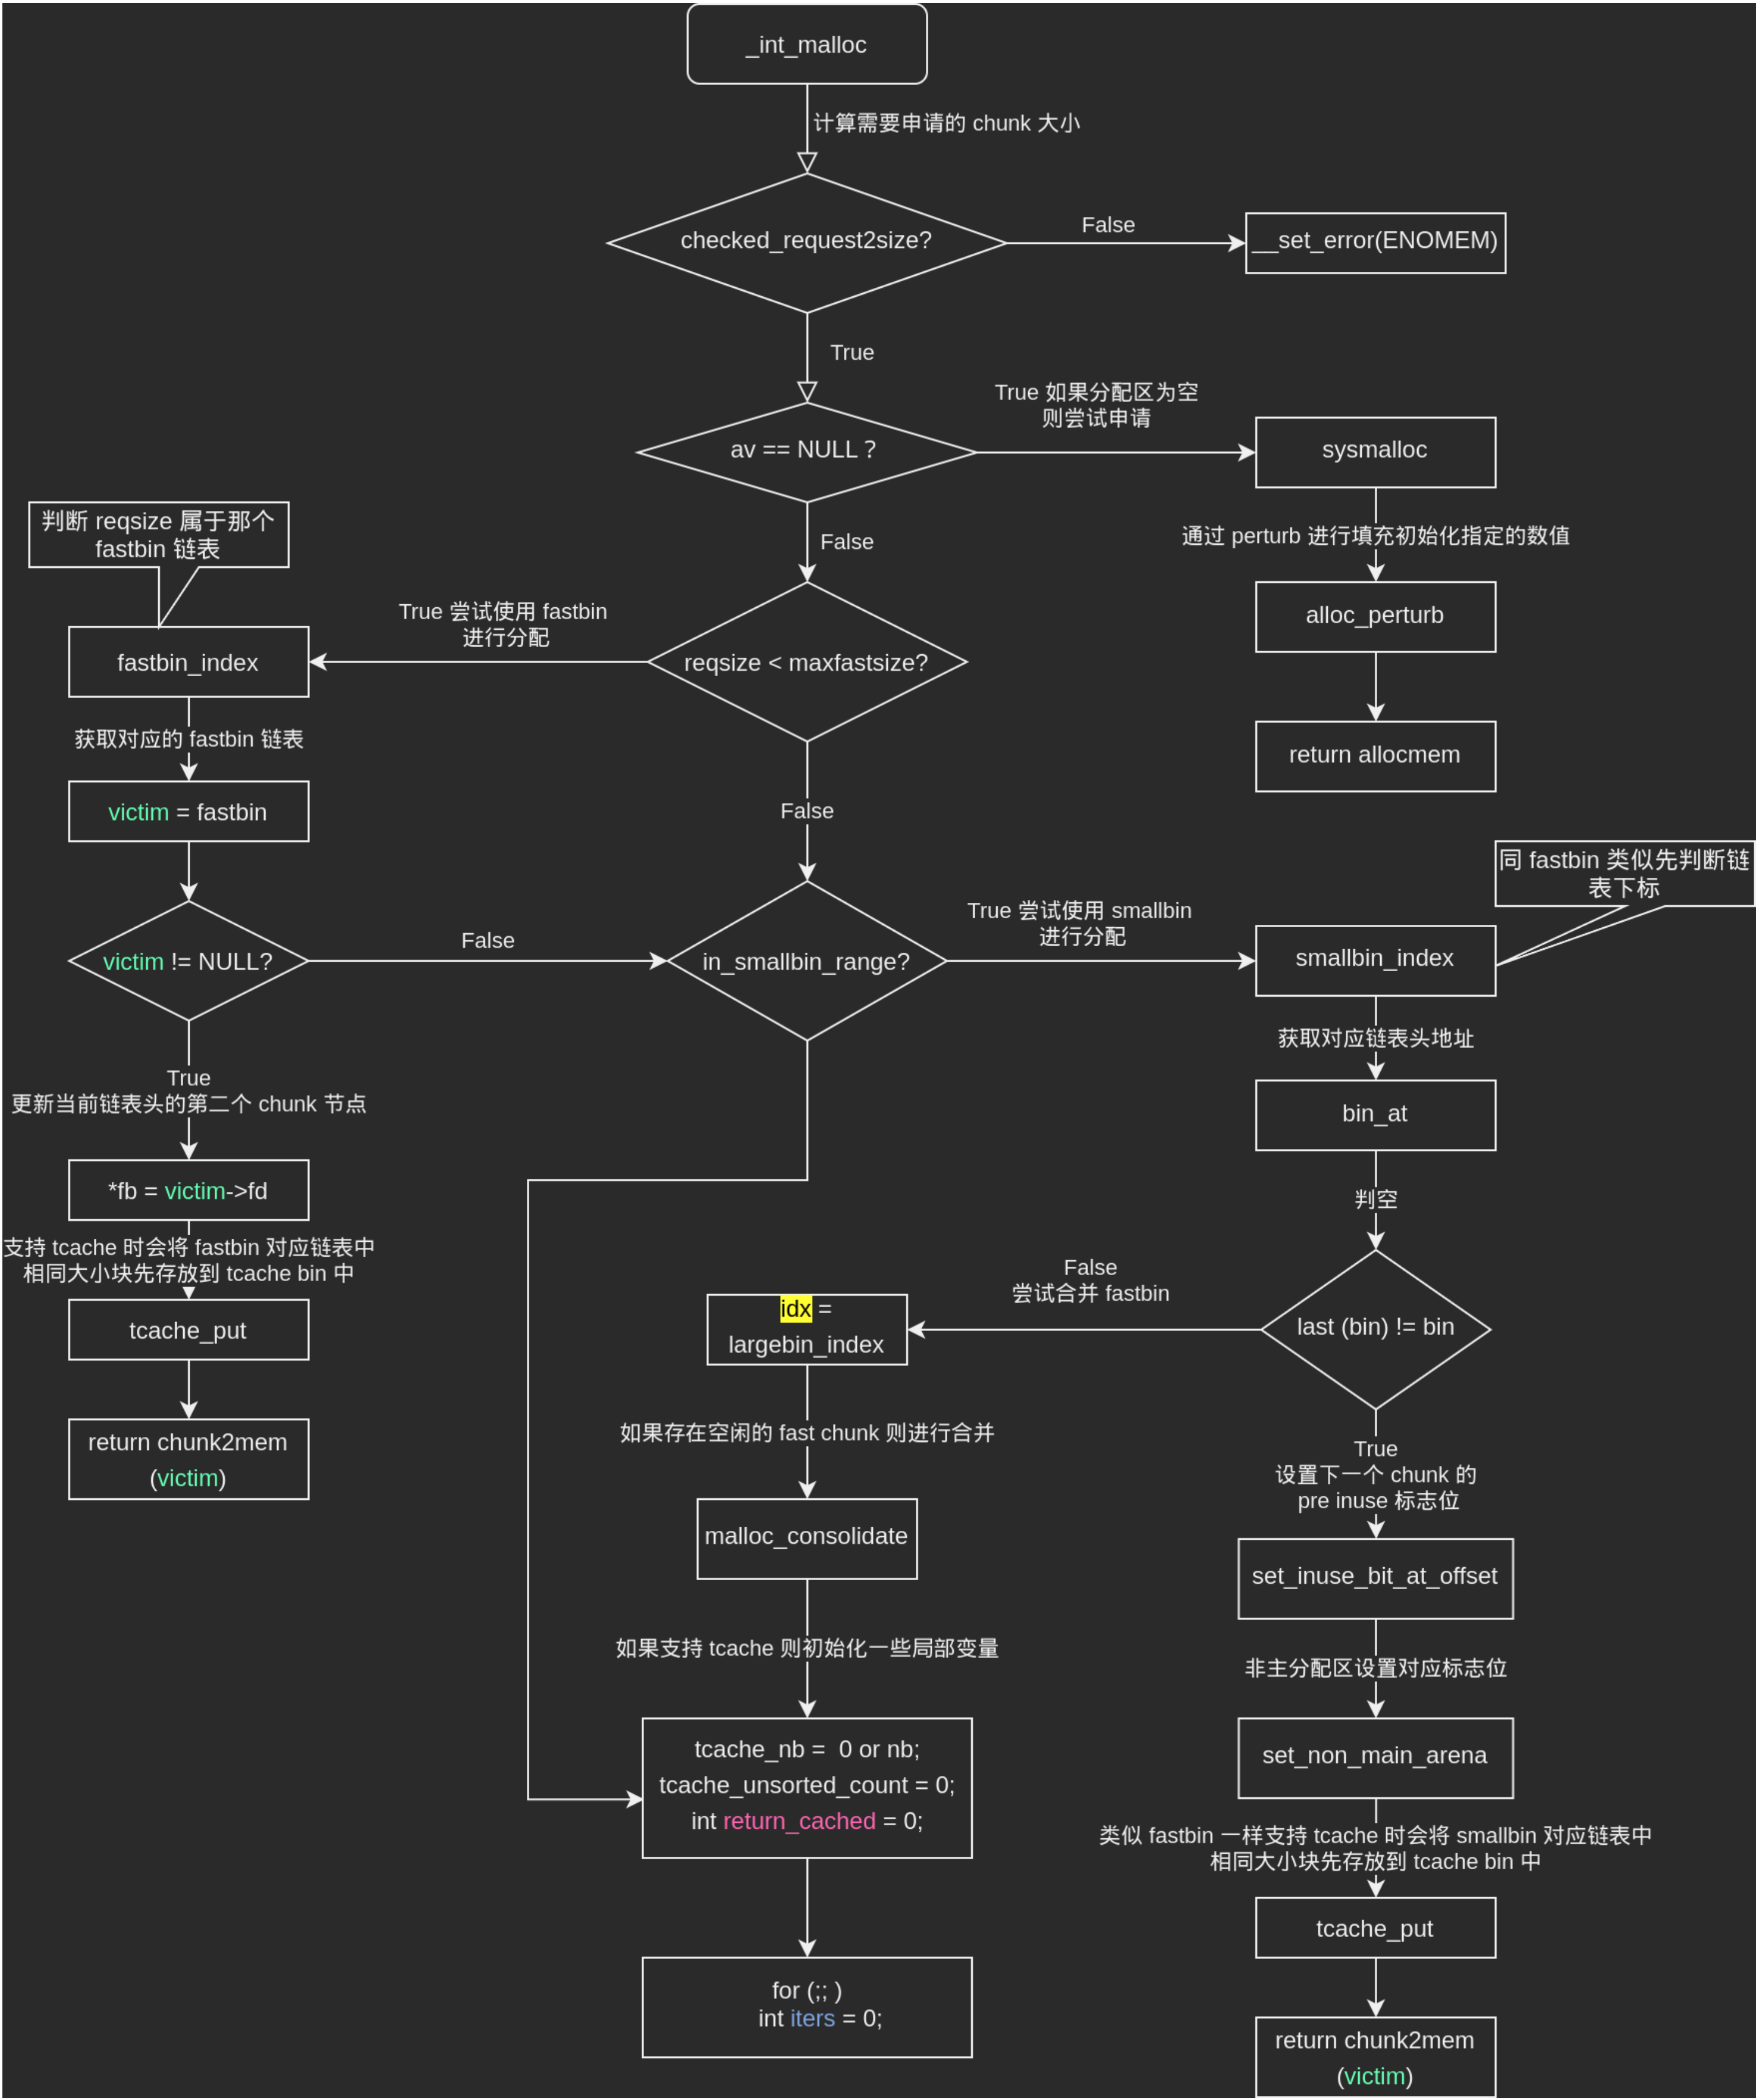 _int_malloc
计算需要申请的 chunk 大小
checked_request2size?
False
__set_error(ENOMEM)
True
av == NULL ?
True 如果分配区为空
则尝试申请
sysmalloc
False
通过 perturb 进行填充初始化指定的数值
alloc_perturb
return allocmem
reqsize < maxfastsize?
True 尝试使用 fastbin
进行分配
判断 reqsize 属于那个
fastbin 链表
fastbin_index
获取对应的 fastbin 链表
victim = fastbin
victim != NULL?
False
True
更新当前链表头的第二个 chunk 节点
*fb = victim->fd
支持 tcache 时会将 fastbin 对应链表中
相同大小块先存放到 tcache bin 中
tcache_put
return chunk2mem
(victim)
False
in_smallbin_range?
True 尝试使用 smallbin
进行分配
同 fastbin 类似先判断链
表下标
smallbin_index
获取对应链表头地址
bin_at
判空
last (bin) != bin
False
尝试合并 fastbin
idx =
largebin_index
如果存在空闲的 fast chunk 则进行合并
malloc_consolidate
如果支持 tcache 则初始化一些局部变量
tcache_nb = 0 or nb;
tcache_unsorted_count = 0;
int return_cached = 0;
for (;; )
int iters = 0;
True
设置下一个 chunk 的
pre inuse 标志位
set_inuse_bit_at_offset
非主分配区设置对应标志位
set_non_main_arena
类似 fastbin 一样支持 tcache 时会将 smallbin 对应链表中
相同大小块先存放到 tcache bin 中
tcache_put
return chunk2mem
(victim)